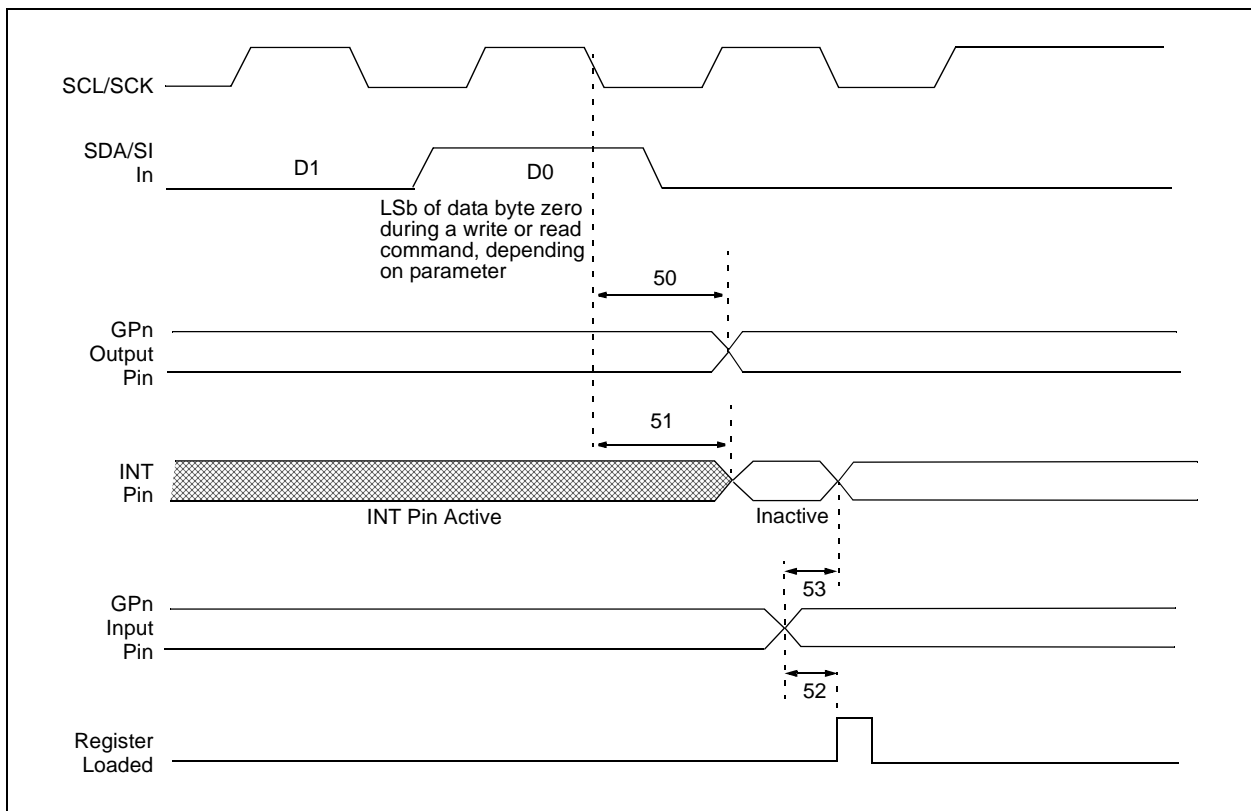 SCL/SCK
SDA/SI
In
D1
D0
LSb of data byte zero
during a write or read
command, depending
on parameter
50
GPn
Output
Pin
51
INT
Pin
INT Pin Active
Inactive
53
GPn
Input
Pin
52
Register
Loaded